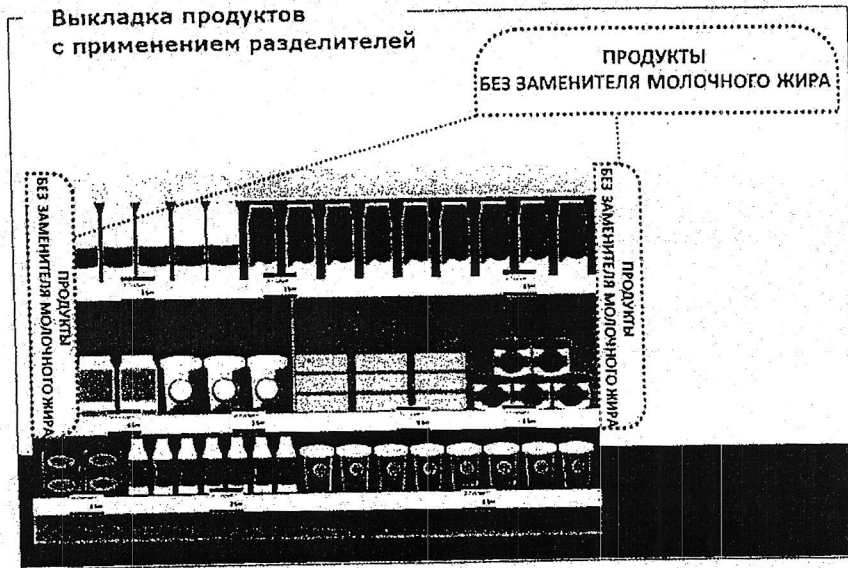 Выкладка продуктов
с применением разделителей
ПРОДУКТЫ
БЕЗ ЗАМЕНИТЕЛЯ МОЛОЧНОГО ЖИРА
ПРОДУКТЫ
БЕЗ ЗАМЕНИТЕЛЯ МОЛОЧНОГО ЖИРА
ПРОДУКТЫ
БЕЗ ЗАМЕНИТЕЛЯ МОЛОЧНОГО ЖИРА